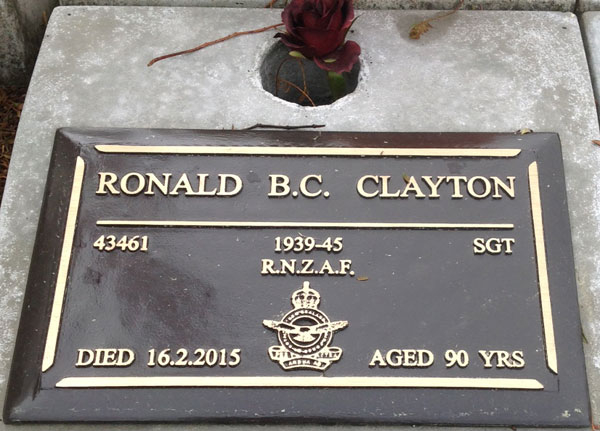 RONALD B.C. CLAYTON
43461 1939-45 SGT
R.N.Z.A.F.
DIED 16.2.2015 AGED 90 YRS